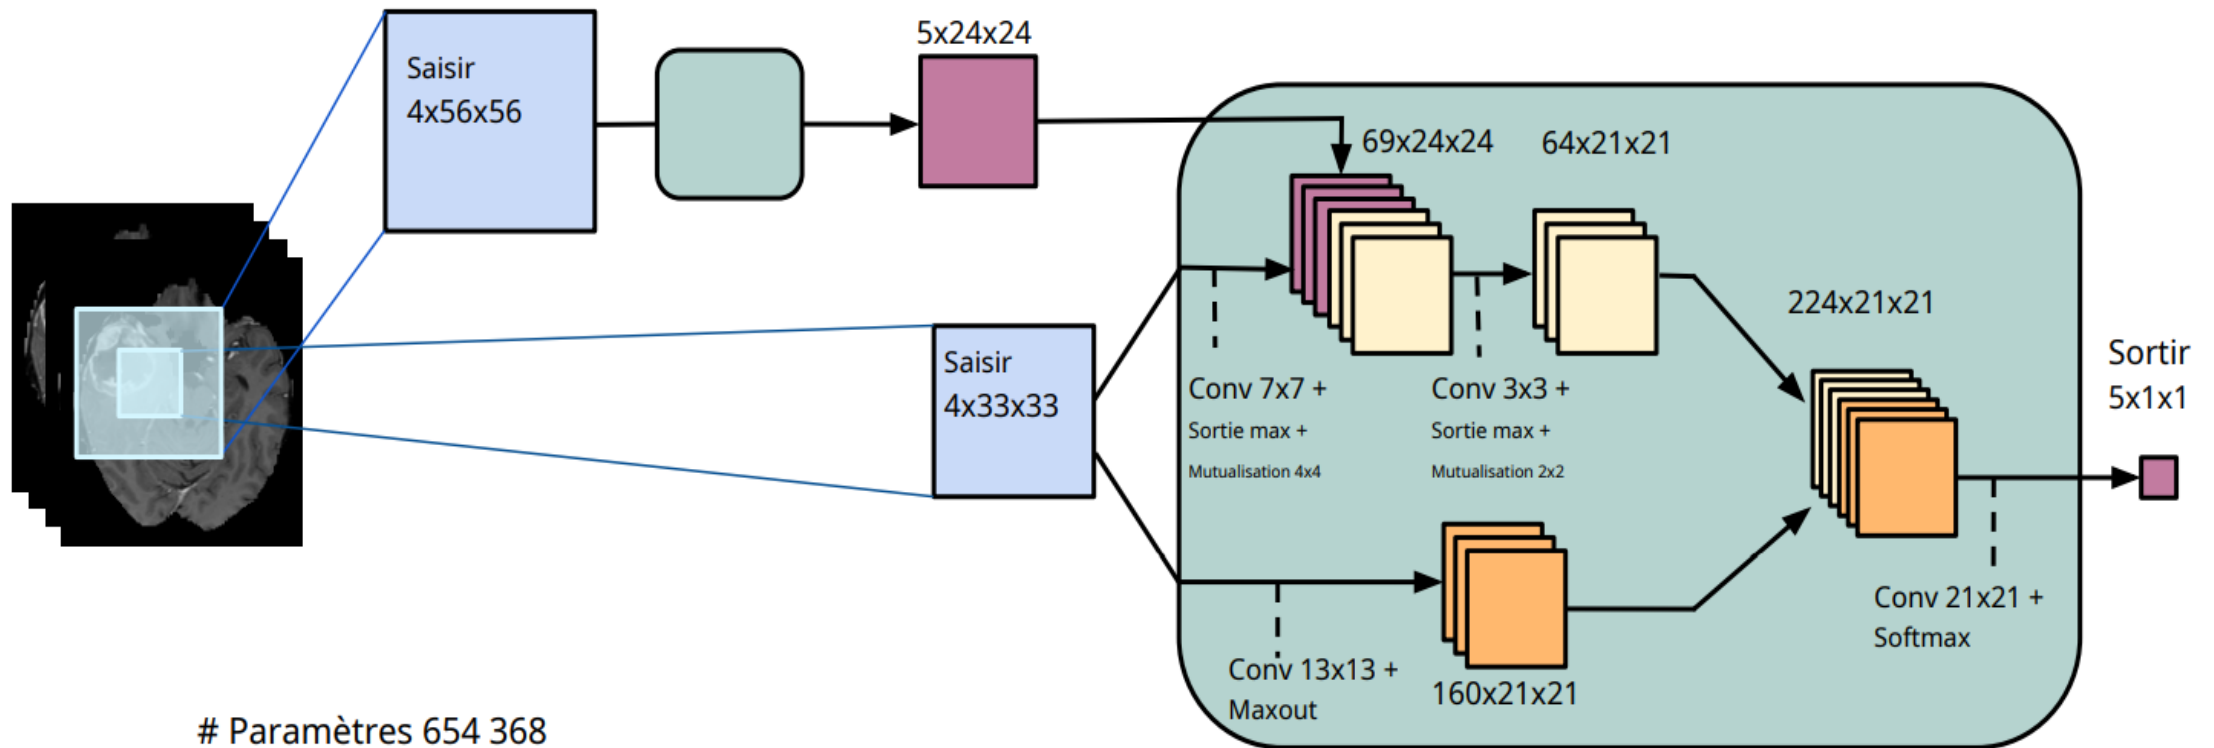 Saisir
4x56x56
5x24x24
69x24x24
64x21x21
224x21x21
Sortir
5x1x1
Saisir
4x33x33
Conv 7x7 +
Sortie max +
Mutualisation 4x4
Conv 3x3 +
Sortie max +
Mutualisation 2x2
Conv 21x21 +
Softmax
Conv 13x13 +
Maxout
160x21x21
# Paramètres 654 368